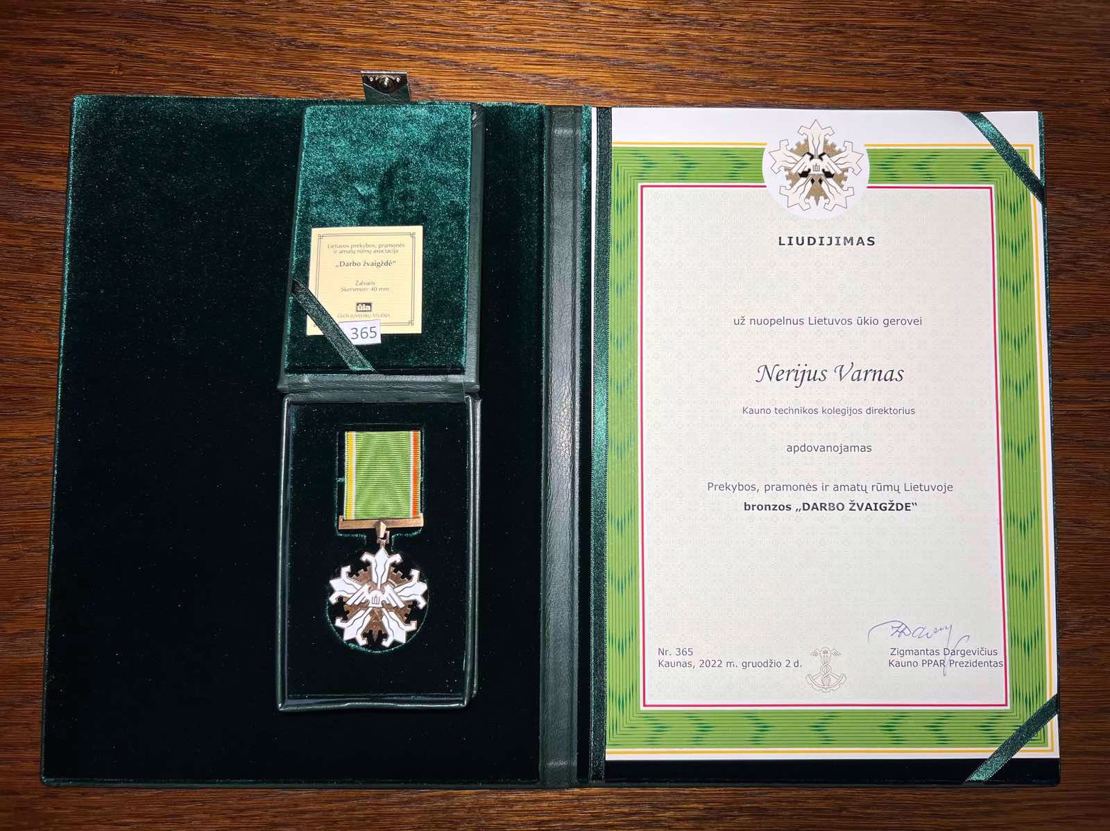 Lietuvos prekybos, pramonės
ir amatų rūmų asociacija
„Darbo žvaigždė“
Žalvaris
Skersmuo: 40 mm
365
LIUDIJIMAS
už nuopelnus Lietuvos ūkio gerovei
Nerijus Varnas
Kauno technikos kolegijos direktorius
apdovanojamas
Prekybos, pramonės ir amatų rūmų Lietuvoje
bronzos „DARBO ŽVAIGŽDE“
Nr. 365
Kaunas, 2022 m. gruodžio 2 d.
Zigmantas Dargevičius
Kauno PPAR Prezidentas